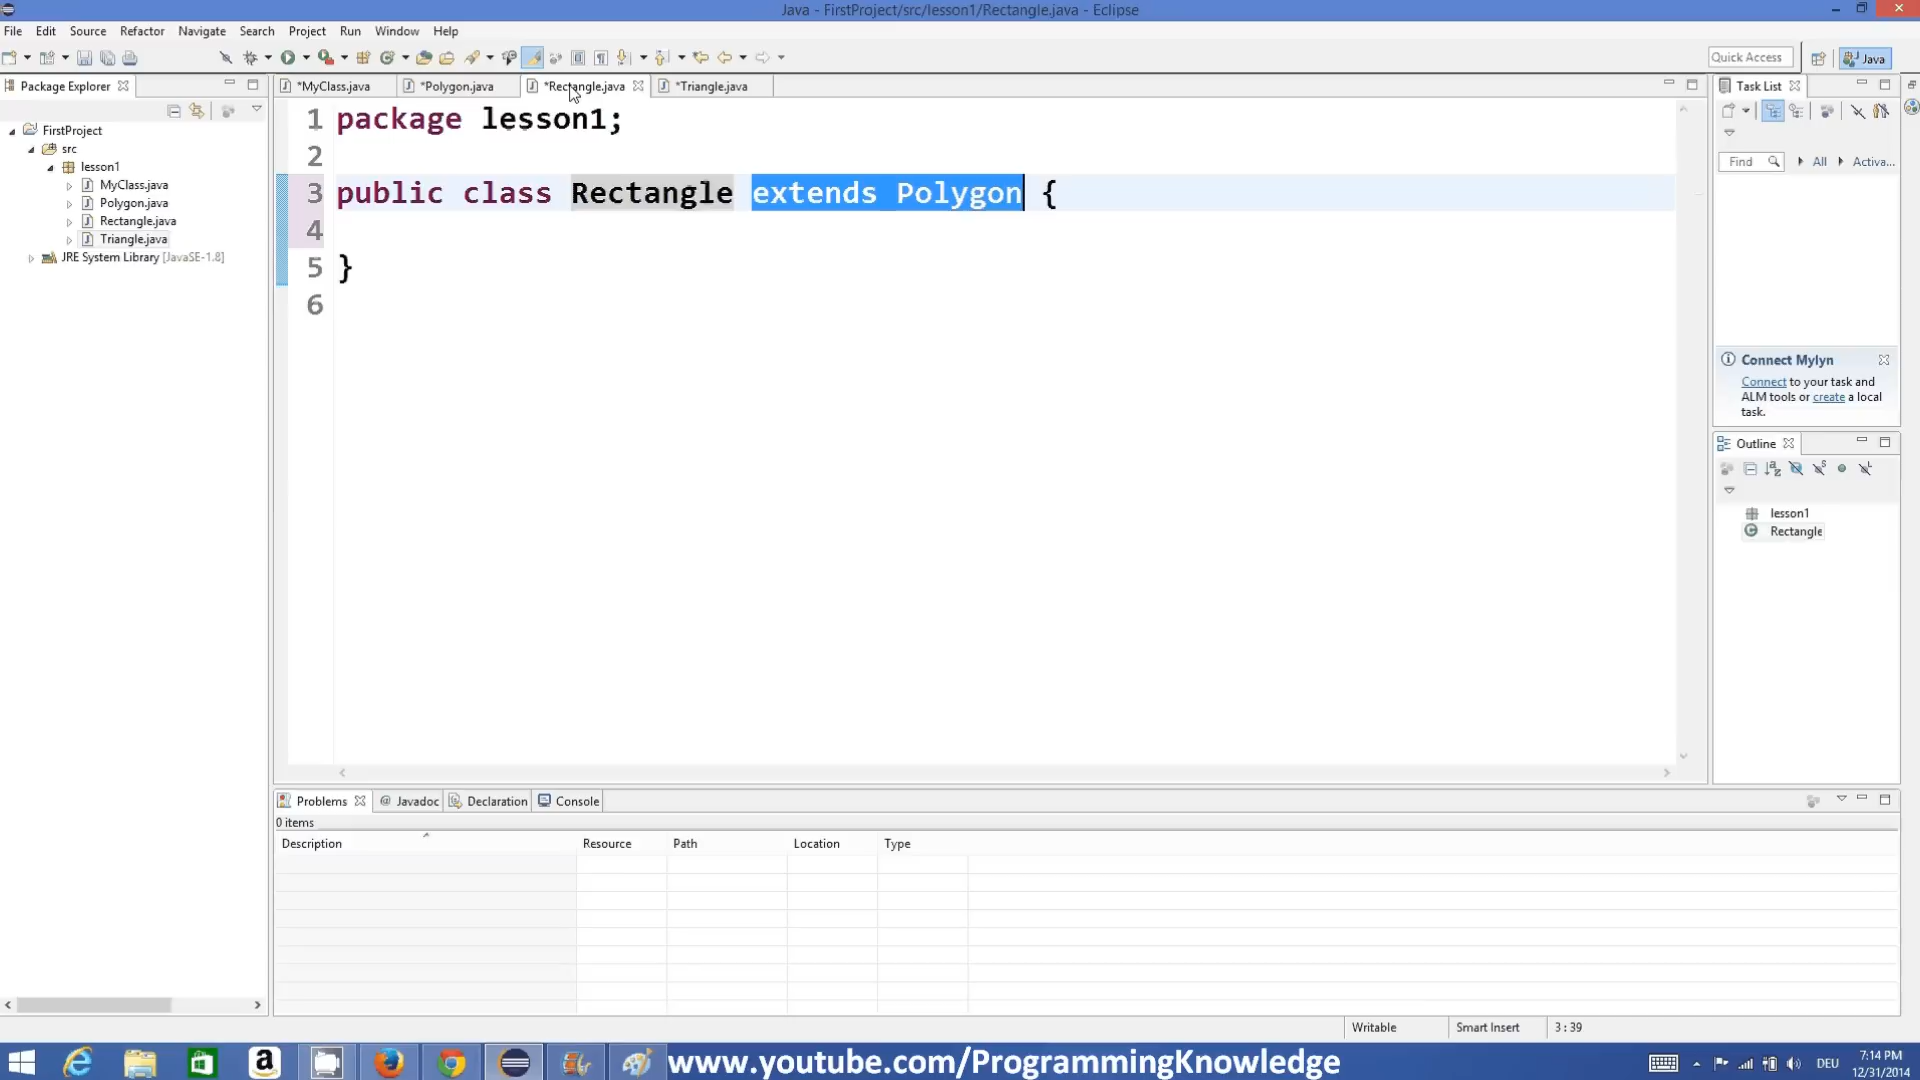 Java - FirstProject/src/lesson1/Rectangle.java - Eclipse
File Edit Source Refactor Navigate Search Project Run Window Help
Quick Access
Java
Package Explorer
*MyClass.java
*Polygon.java
*Rectangle.java
*Triangle.java
Task List
FirstProject
src
lesson1
MyClass.java
Polygon.java
Rectangle.java
Triangle.java
JRE System Library [JavaSE-1.8]
1 package lesson1;
2
3 public class Rectangle extends Polygon {
4
5 }
6
Find All Activa...
Connect Mylyn
Connect to your task and
ALM tools or create a local
task.
Outline
lesson1
Rectangle
Problems @ Javadoc Declaration Console
0 items
Description Resource Path Location Type
Writable Smart Insert 3 : 39
www.youtube.com/ProgrammingKnowledge
DEU
7:14 PM
12/31/2014